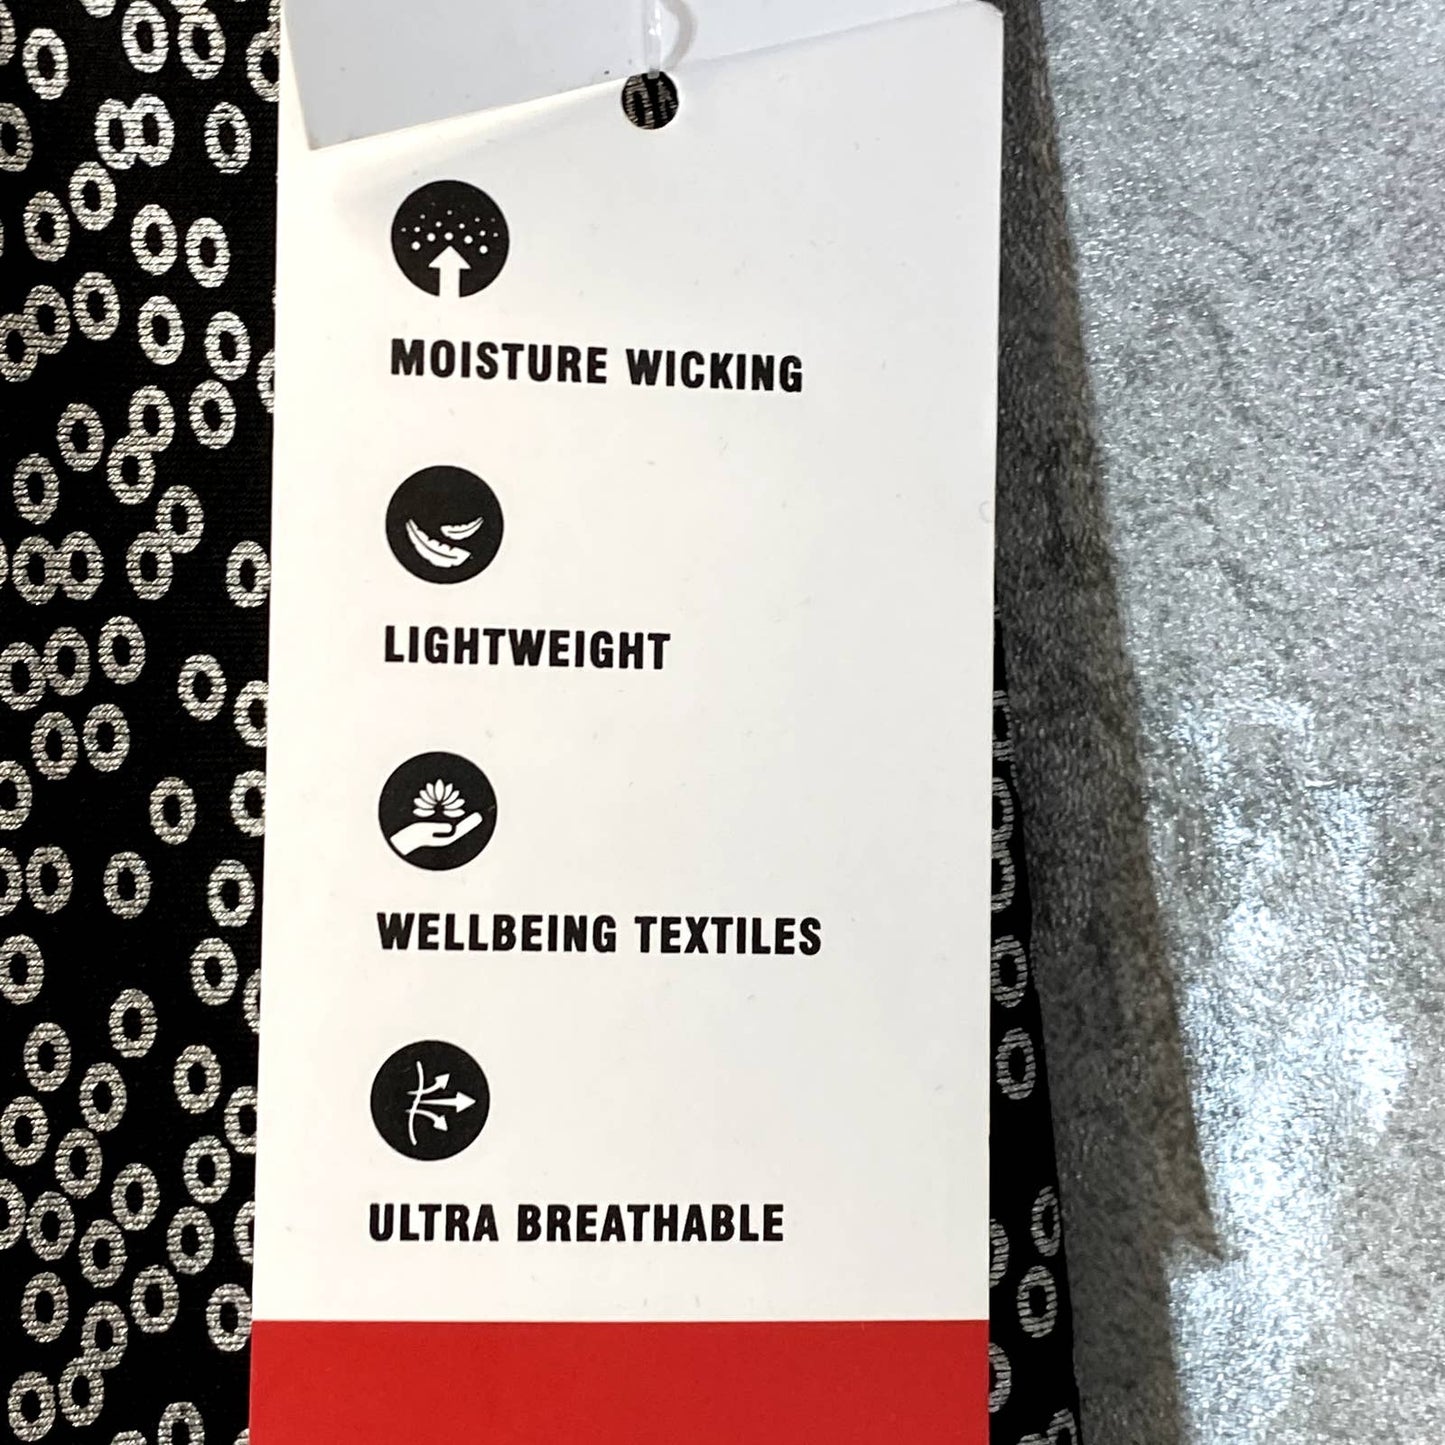 MOISTURE WICKING
LIGHTWEIGHT
WELLBEING TEXTILES
ULTRA BREATHABLE